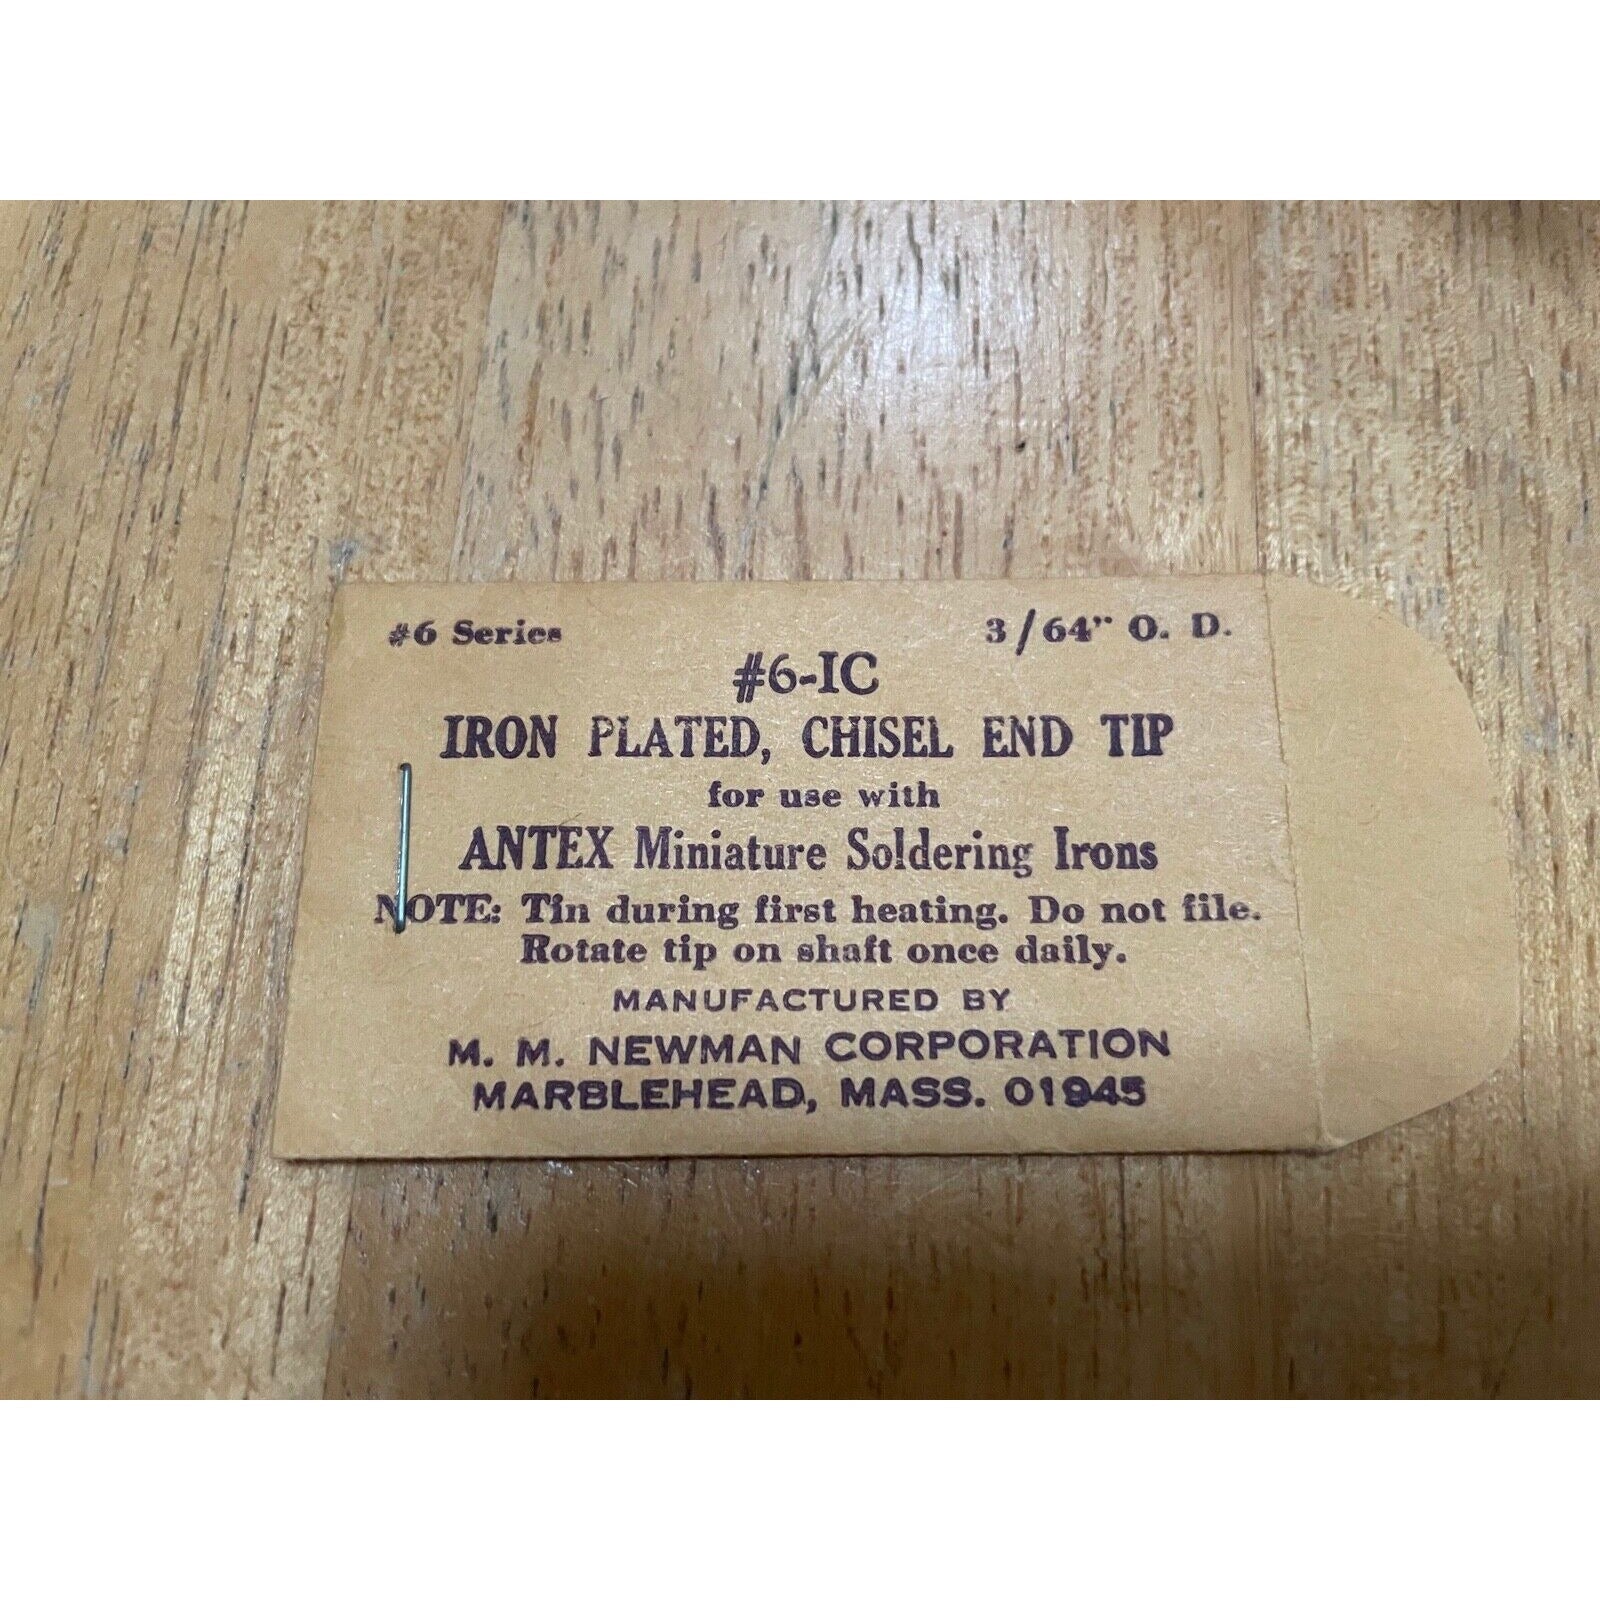 #6 Series 3/64" O. D.
#6-IC
IRON PLATED, CHISEL END TIP
for use with
ANTEX Miniature Soldering Irons
NOTE: Tin during first heating. Do not file.
Rotate tip on shaft once daily.
MANUFACTURED BY
M. M. NEWMAN CORPORATION
MARBLEHEAD, MASS. 01945